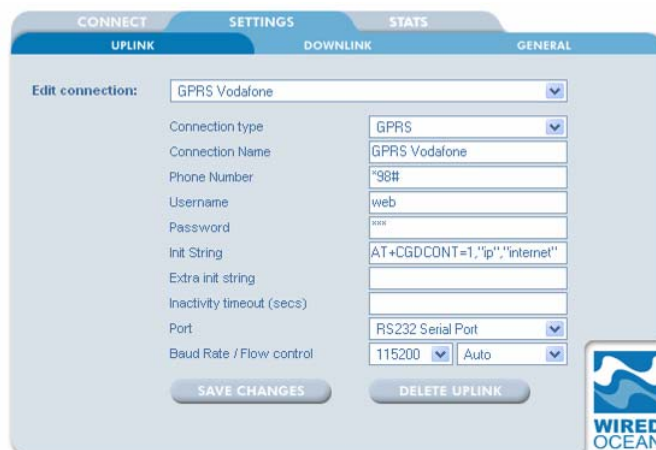 CONNECT SETTINGS STATS
UPLINK DOWNLINK GENERAL
Edit connection: GPRS Vodafone
Connection type GPRS
Connection Name GPRS Vodafone
Phone Number *98#
Username web
Password ***
Init String AT+CGDCONT=1,"ip","internet"
Extra init string
Inactivity timeout (secs)
Port RS232 Serial Port
Baud Rate / Flow control 115200 Auto
SAVE CHANGES DELETE UPLINK
WIRED
OCEAN